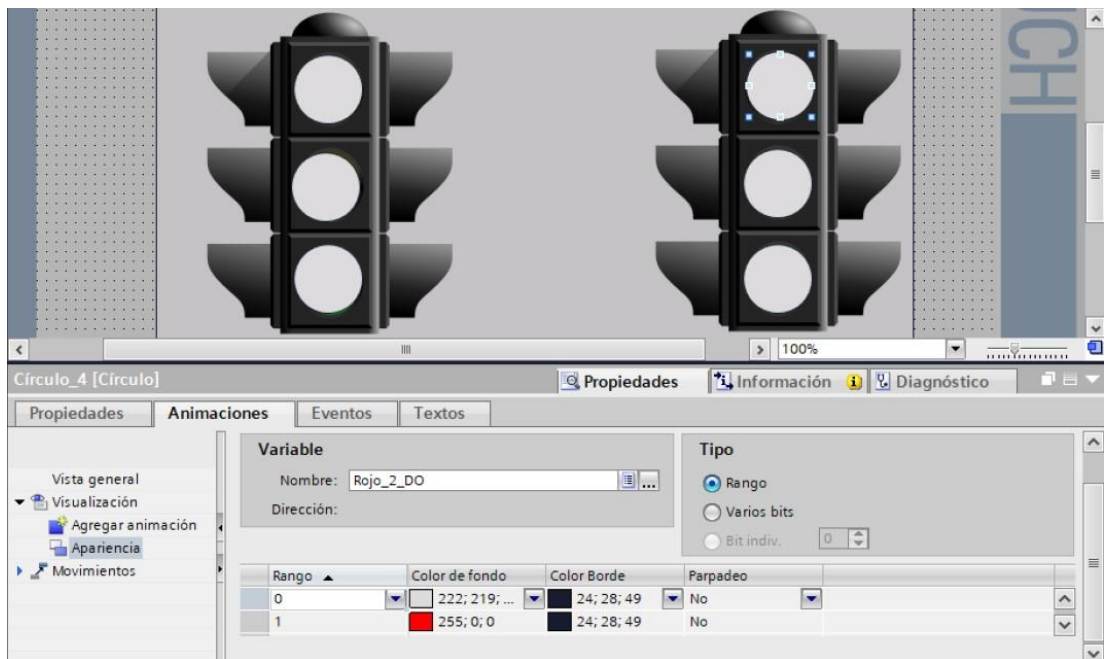 UCH
100%
Círculo_4 [Círculo]
Propiedades
Información
Diagnóstico
Propiedades
Animaciones
Eventos
Textos
Vista general
Visualización
Agregar animación
Apariencia
Movimientos
Variable
Nombre: Rojo_2_DO
Dirección:
Tipo
Rango
Varios bits
Bit indiv. 0
Rango Color de fondo Color Borde Parpadeo
0 222; 219; ... 24; 28; 49 No
1 255; 0; 0 24; 28; 49 No